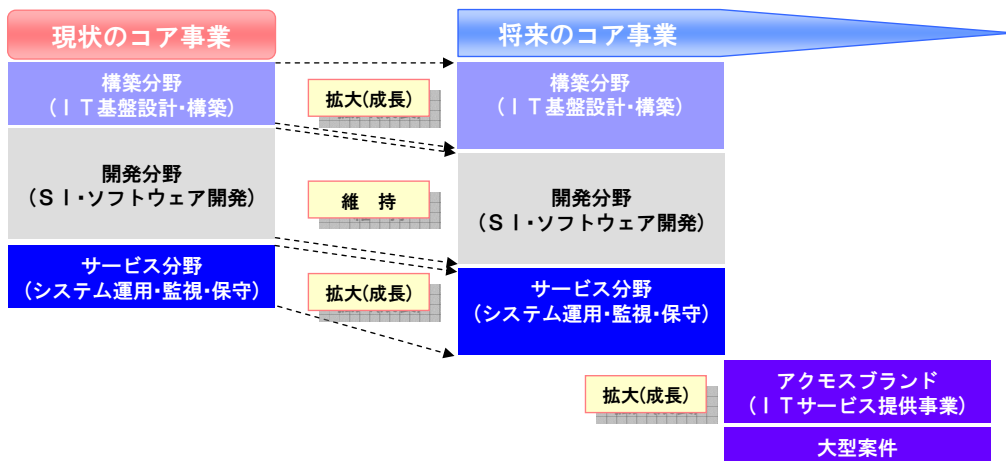 現状のコア事業
将来のコア事業
構築分野
(ＩＴ基盤設計・構築)
拡大(成長)
構築分野
(ＩＴ基盤設計・構築)
開発分野
(ＳＩ・ソフトウェア開発)
維　持
開発分野
(ＳＩ・ソフトウェア開発)
サービス分野
(システム運用・監視・保守)
拡大(成長)
サービス分野
(システム運用・監視・保守)
拡大(成長)
アクモスブランド
(ＩＴサービス提供事業)
大型案件